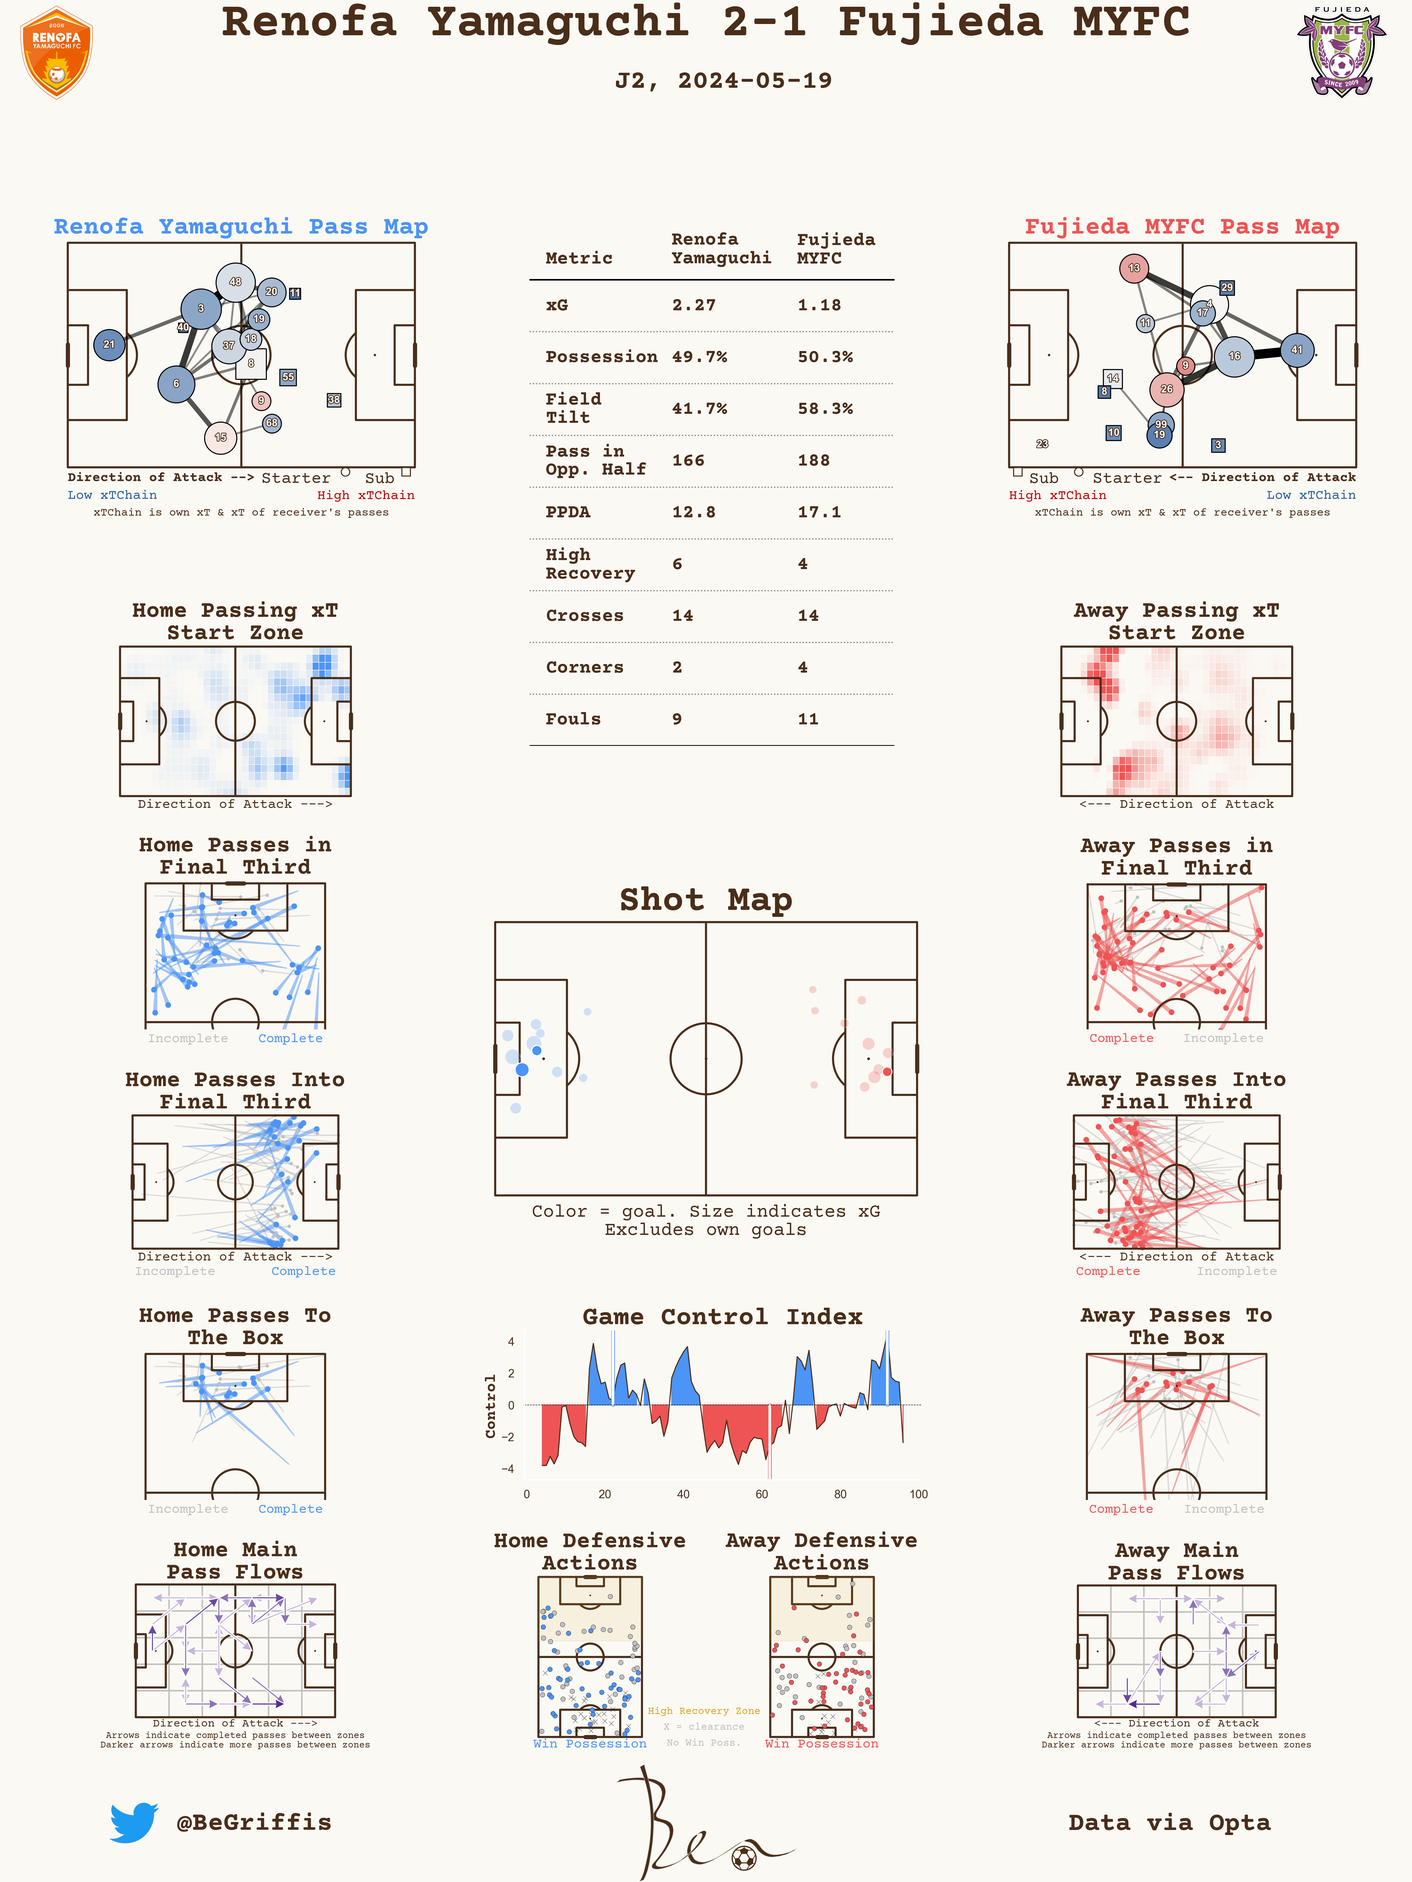 Renofa Yamaguchi 2-1 Fujieda MYFC
J2, 2024-05-19
2006
RENOFA
YAMAGUCHI FC
FUJIEDA
MYFC
SINCE 2009
Renofa Yamaguchi Pass Map
48
20
11
3
19
40
18
21
37
8
6
55
9
38
68
15
Direction of Attack --> Starter Sub
Low xTChain High xTChain
xTChain is own xT & xT of receiver's passes
Metric Renofa Yamaguchi Fujieda MYFC
xG 2.27 1.18
Possession 49.7% 50.3%
Field Tilt 41.7% 58.3%
Pass in Opp. Half 166 188
PPDA 12.8 17.1
High Recovery 6 4
Crosses 14 14
Corners 2 4
Fouls 9 11
Fujieda MYFC Pass Map
13
29
4
17
11
16
41
9
14
26
8
99
10
19
23
3
Sub Starter <-- Direction of Attack
High xTChain Low xTChain
xTChain is own xT & xT of receiver's passes
Home Passing xT
Start Zone
Direction of Attack --->
Away Passing xT
Start Zone
<--- Direction of Attack
Home Passes in
Final Third
Incomplete Complete
Away Passes in
Final Third
Complete Incomplete
Shot Map
Color = goal. Size indicates xG
Excludes own goals
Home Passes Into
Final Third
Direction of Attack --->
Incomplete Complete
Away Passes Into
Final Third
<--- Direction of Attack
Complete Incomplete
Home Passes To
The Box
Incomplete Complete
Game Control Index
Control
4
2
0
−2
−4
0 20 40 60 80 100
Away Passes To
The Box
Complete Incomplete
Home Main
Pass Flows
Direction of Attack --->
Arrows indicate completed passes between zones
Darker arrows indicate more passes between zones
Home Defensive
Actions
Win Possession
Away Defensive
Actions
Win Possession
High Recovery Zone
X = clearance
No Win Poss.
Away Main
Pass Flows
<--- Direction of Attack
Arrows indicate completed passes between zones
Darker arrows indicate more passes between zones
@BeGriffis
Ben
Data via Opta